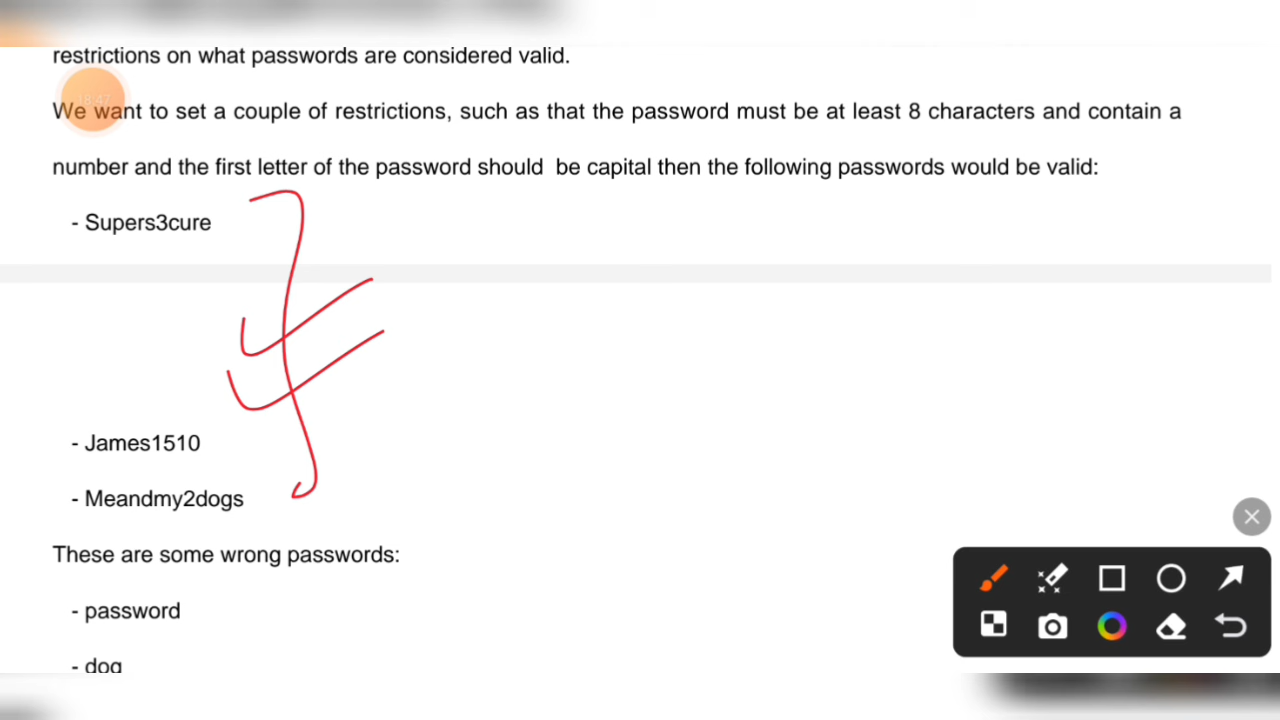 restrictions on what passwords are considered valid.
18:47
We want to set a couple of restrictions, such as that the password must be at least 8 characters and contain a
number and the first letter of the password should be capital then the following passwords would be valid:
- Supers3cure
- James1510
- Meandmy2dogs
These are some wrong passwords:
- password
- dog